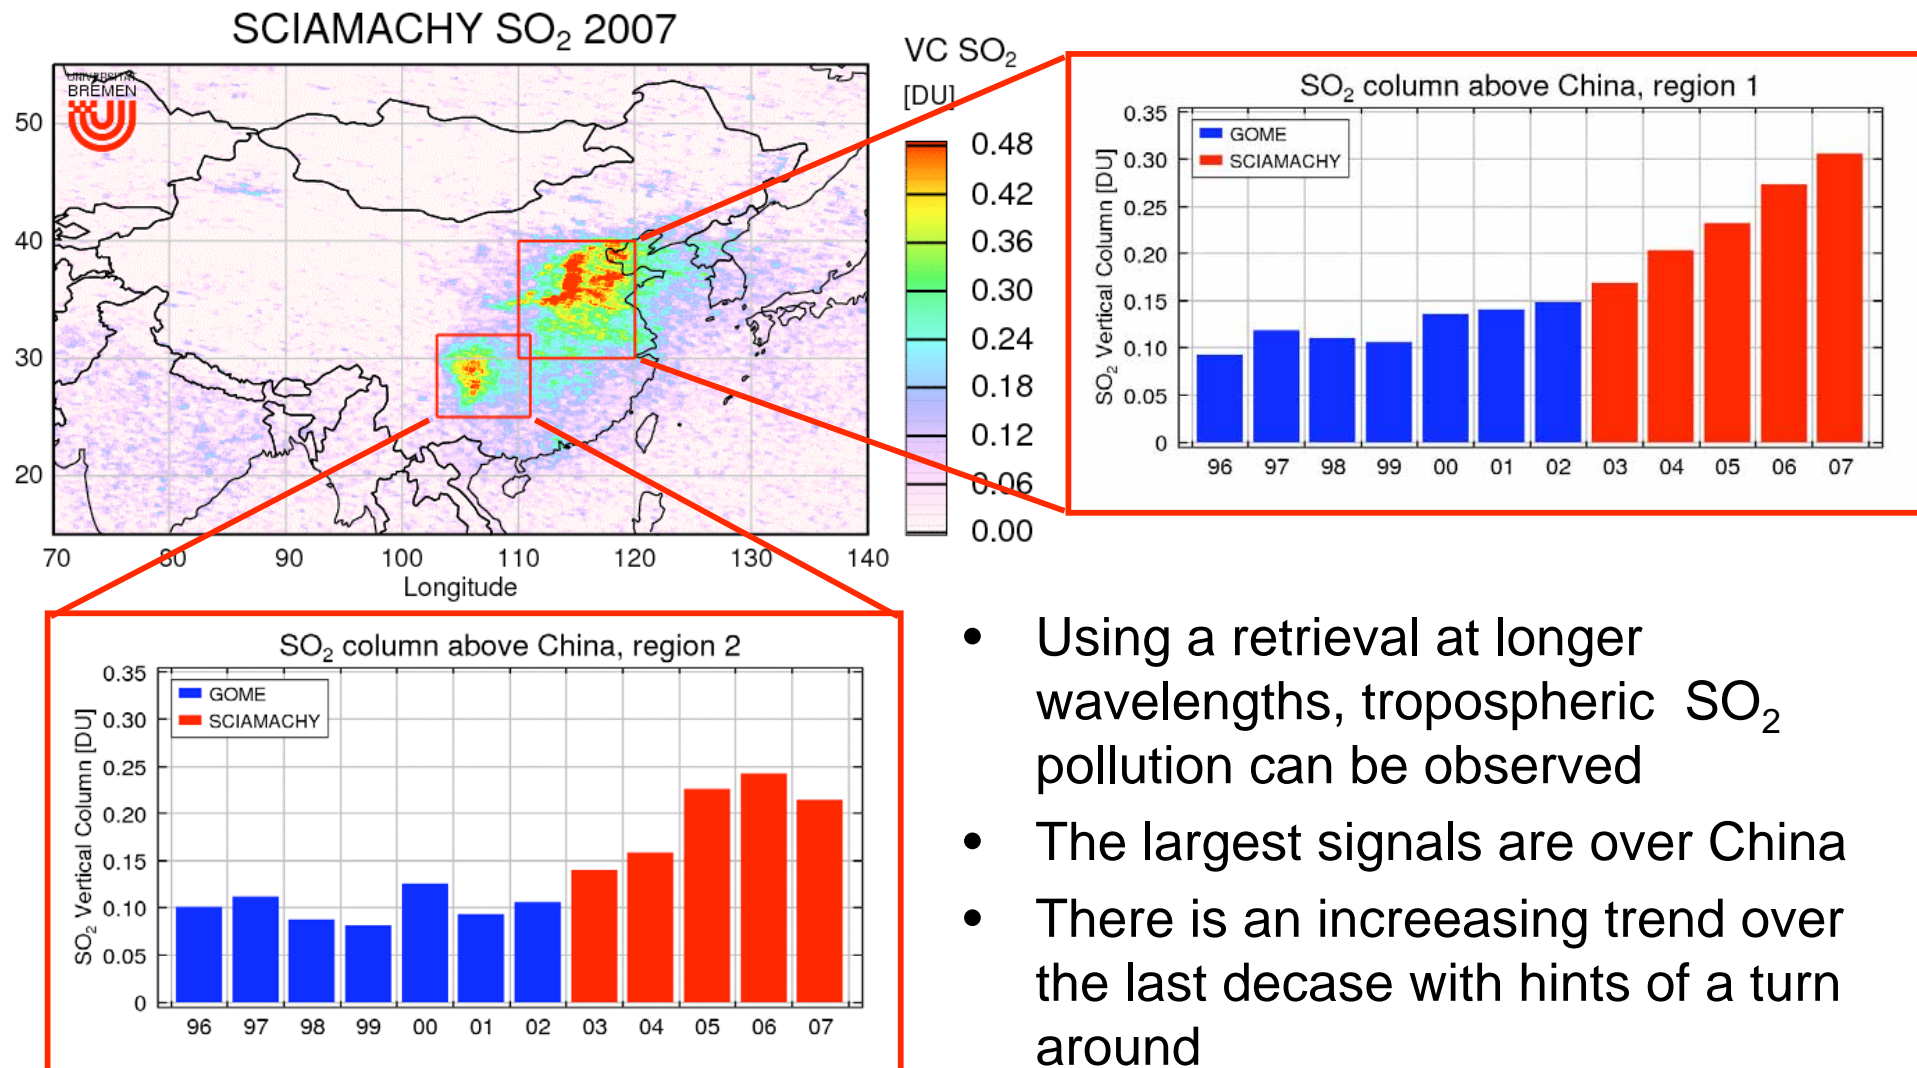 SCIAMACHY SO₂ 2007
UNIVERSITÄT
BREMEN
50
40
30
20
70 80 90 100 110 120 130 140
Longitude
VC SO₂
[DU]
0.48
0.42
0.36
0.30
0.24
0.18
0.12
0.06
0.00
SO₂ column above China, region 1
SO₂ Vertical Column [DU]
0.35
0.30
0.25
0.20
0.15
0.10
0.05
0
GOME
SCIAMACHY
96 97 98 99 00 01 02 03 04 05 06 07
SO₂ column above China, region 2
SO₂ Vertical Column [DU]
0.35
0.30
0.25
0.20
0.15
0.10
0.05
0
GOME
SCIAMACHY
96 97 98 99 00 01 02 03 04 05 06 07
• Using a retrieval at longer
wavelengths, tropospheric SO₂
pollution can be observed
• The largest signals are over China
• There is an increeasing trend over
the last decase with hints of a turn
around